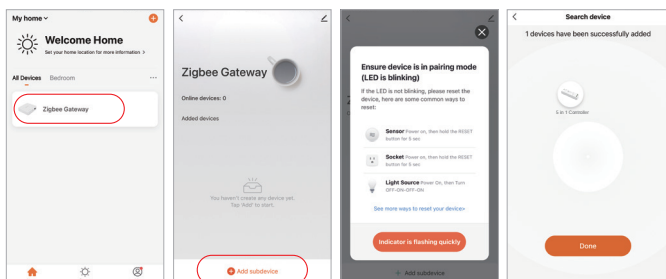 My home
Welcome Home
Set your home location for more information >
All Devices Bedroom
Zigbee Gateway
Zigbee Gateway
Online devices: 0
Added devices
You haven't create any device yet.
Tap 'Add' to start.
Add subdevice
Ensure device is in pairing mode
(LED is blinking)
If the LED is not blinking, please reset the
device, here are some common ways to
reset:
Sensor Power on, then hold the RESET
button for 5 sec
Socket Power on, then hold the RESET
button for 5 sec
Light Source Power On, then Turn
OFF-ON-OFF-ON
See more ways to reset your device>
Indicator is flashing quickly
+ Add subdevice
Search device
1 devices have been successfully added
5 in 1 Controller
Done